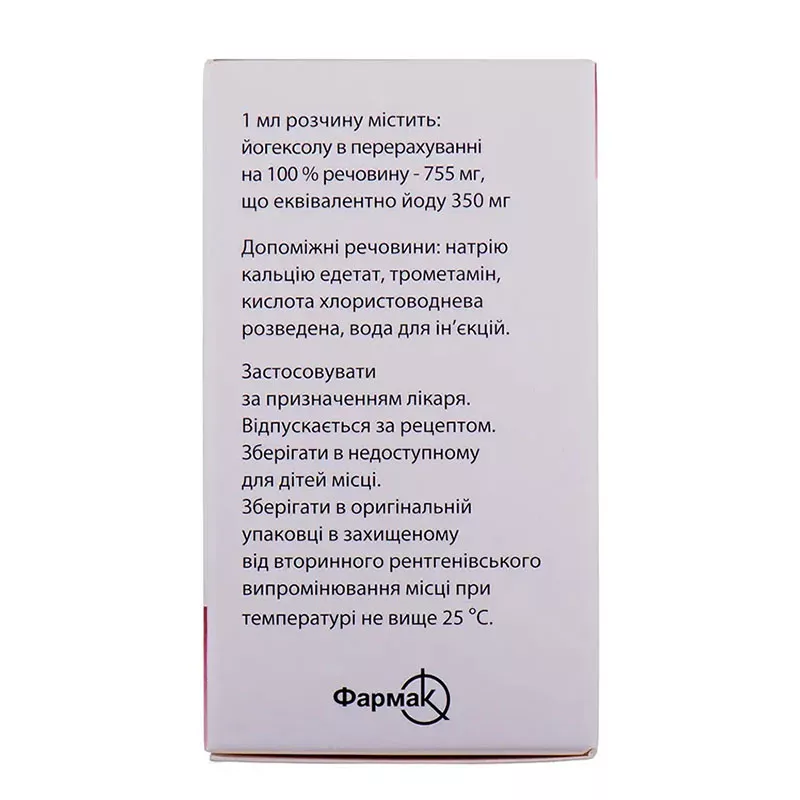 1 мл розчину містить:
йогексолу в перерахуванні
на 100 % речовину - 755 мг,
що еквівалентно йоду 350 мг
Допоміжні речовини: натрію
кальцію едетат, трометамін,
кислота хлористоводнева
розведена, вода для ін’єкцій.
Застосовувати
за призначенням лікаря.
Відпускається за рецептом.
Зберігати в недоступному
для дітей місці.
Зберігати в оригінальній
упаковці в захищеному
від вторинного рентгенівського
випромінювання місці при
температурі не вище 25 °С.
Фармак